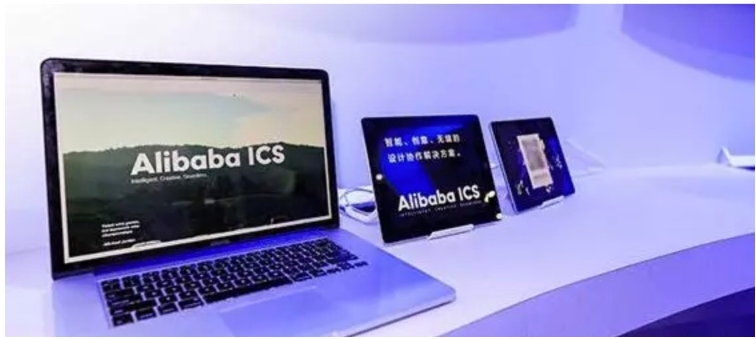 Alibaba ICS
Intelligent. Creative. Seamless.
智能、创意、无缝的
设计协作解决方案。
Alibaba ICS
INTELLIGENT. CREATIVE. SEAMLESS